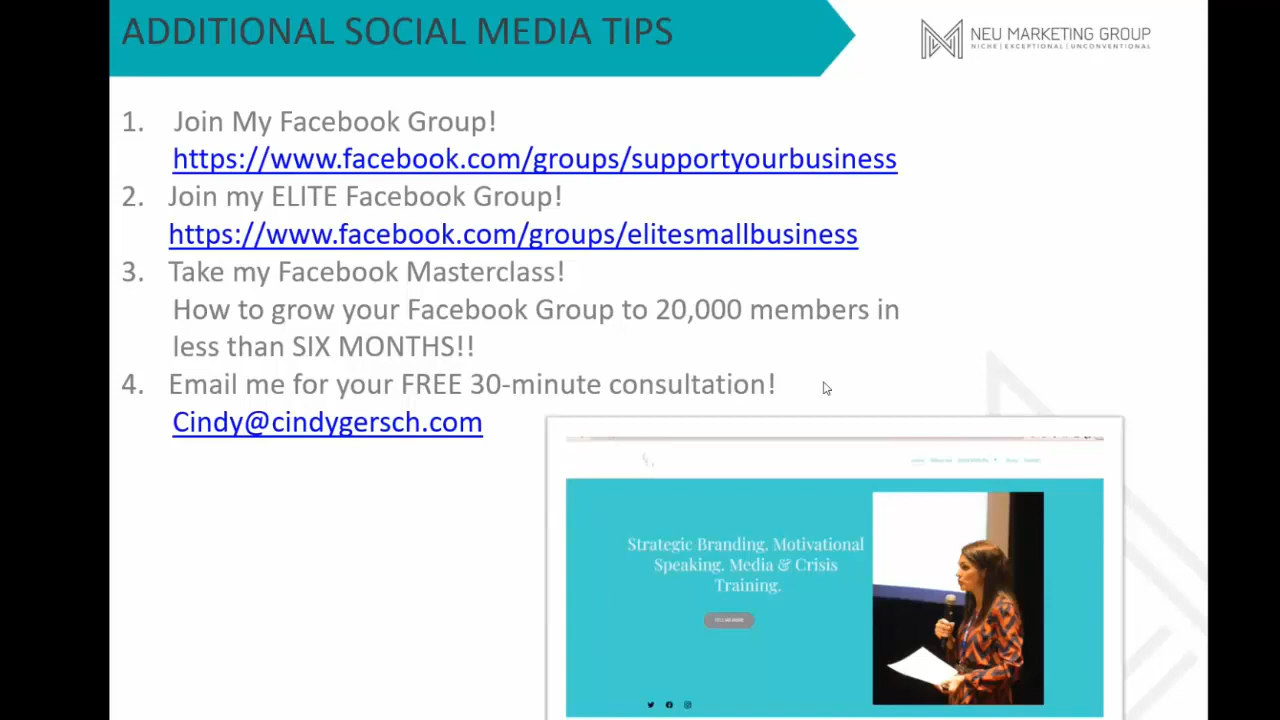 ADDITIONAL SOCIAL MEDIA TIPS
NEU MARKETING GROUP
NICHE | EXCEPTIONAL | UNCONVENTIONAL
1. Join My Facebook Group!
https://www.facebook.com/groups/supportyourbusiness
2. Join my ELITE Facebook Group!
https://www.facebook.com/groups/elitesmallbusiness
3. Take my Facebook Masterclass!
How to grow your Facebook Group to 20,000 members in
less than SIX MONTHS!!
4. Email me for your FREE 30-minute consultation!
Cindy@cindygersch.com
Strategic Branding. Motivational
Speaking. Media & Crisis
Training.